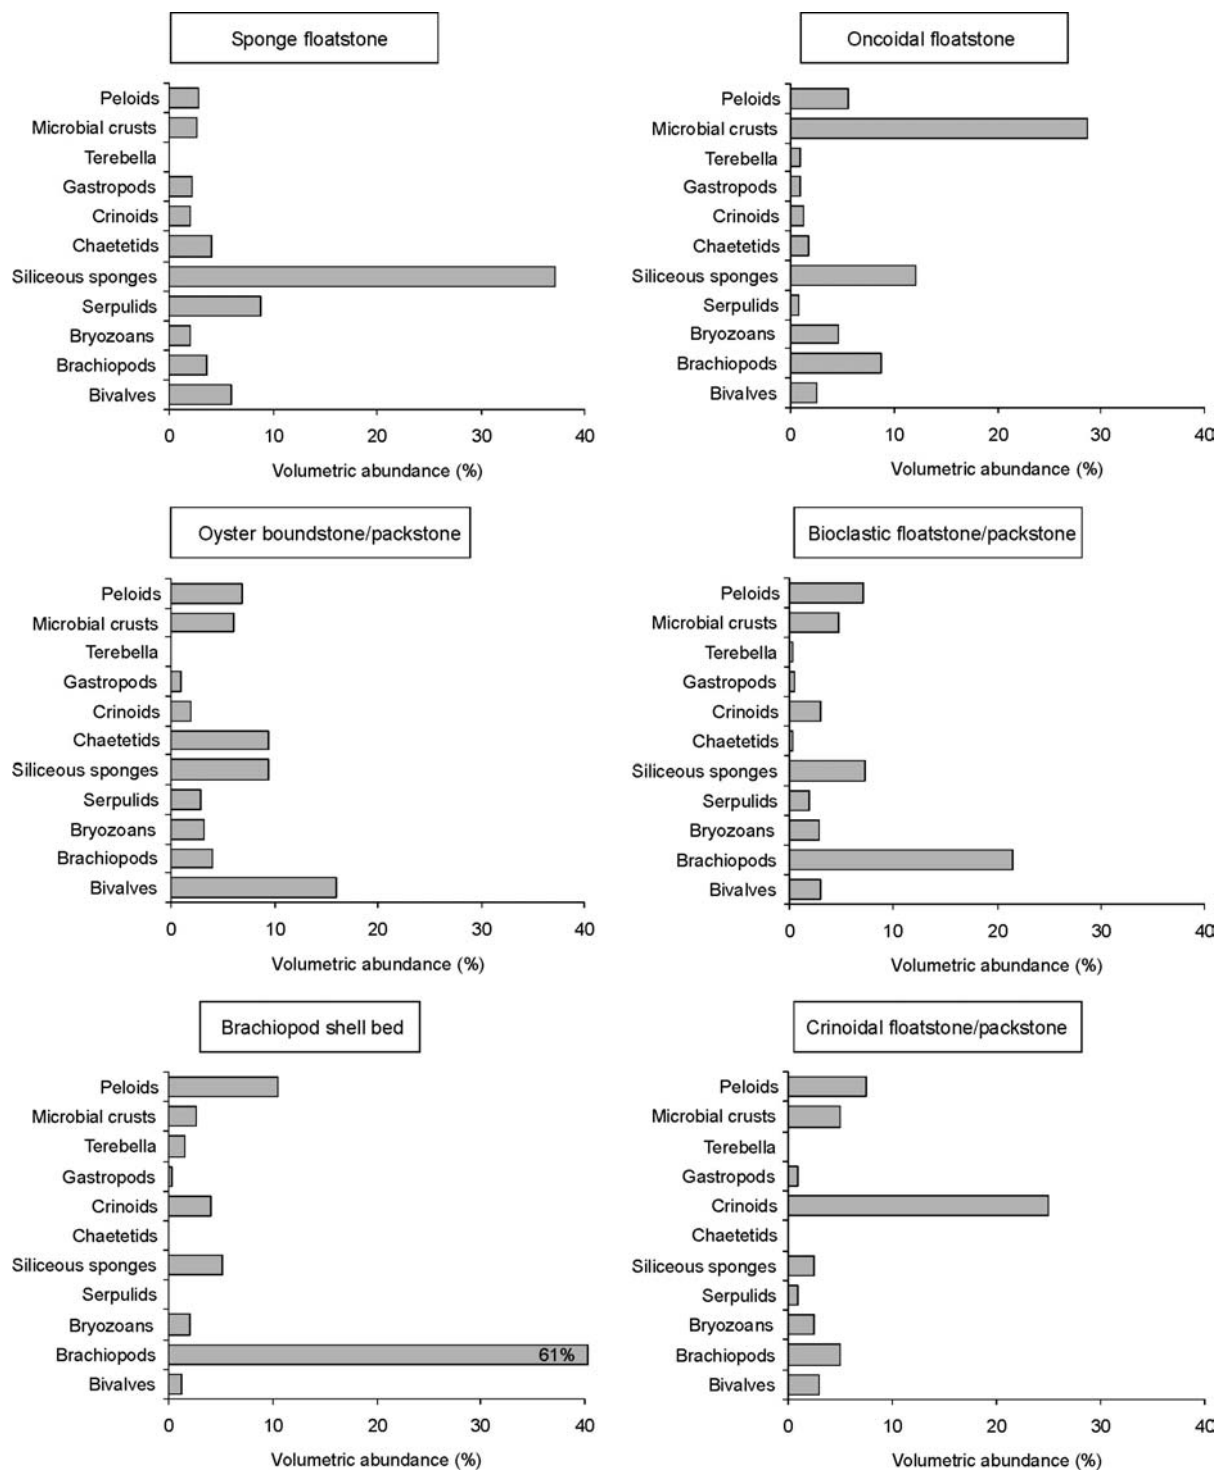 Sponge floatstone
Peloids
Microbial crusts
Terebella
Gastropods
Crinoids
Chaetetids
Siliceous sponges
Serpulids
Bryozoans
Brachiopods
Bivalves
0 10 20 30 40
Volumetric abundance (%)
Oncoidal floatstone
Peloids
Microbial crusts
Terebella
Gastropods
Crinoids
Chaetetids
Siliceous sponges
Serpulids
Bryozoans
Brachiopods
Bivalves
0 10 20 30 40
Volumetric abundance (%)
Oyster boundstone/packstone
Peloids
Microbial crusts
Terebella
Gastropods
Crinoids
Chaetetids
Siliceous sponges
Serpulids
Bryozoans
Brachiopods
Bivalves
0 10 20 30 40
Volumetric abundance (%)
Bioclastic floatstone/packstone
Peloids
Microbial crusts
Terebella
Gastropods
Crinoids
Chaetetids
Siliceous sponges
Serpulids
Bryozoans
Brachiopods
Bivalves
0 10 20 30 40
Volumetric abundance (%)
Brachiopod shell bed
Peloids
Microbial crusts
Terebella
Gastropods
Crinoids
Chaetetids
Siliceous sponges
Serpulids
Bryozoans
Brachiopods 61%
Bivalves
0 10 20 30 40
Volumetric abundance (%)
Crinoidal floatstone/packstone
Peloids
Microbial crusts
Terebella
Gastropods
Crinoids
Chaetetids
Siliceous sponges
Serpulids
Bryozoans
Brachiopods
Bivalves
0 10 20 30 40
Volumetric abundance (%)